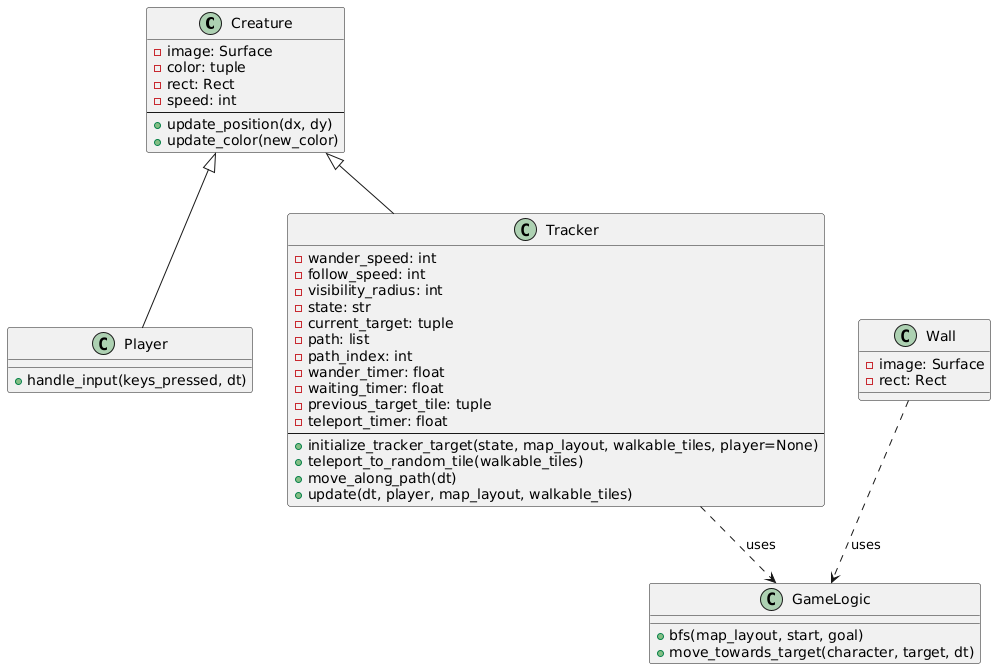 C Creature
image: Surface
color: tuple
rect: Rect
speed: int
update_position(dx, dy)
update_color(new_color)
C Tracker
wander_speed: int
follow_speed: int
visibility_radius: int
state: str
current_target: tuple
path: list
path_index: int
wander_timer: float
waiting_timer: float
previous_target_tile: tuple
teleport_timer: float
initialize_tracker_target(state, map_layout, walkable_tiles, player=None)
teleport_to_random_tile(walkable_tiles)
move_along_path(dt)
update(dt, player, map_layout, walkable_tiles)
C Player
handle_input(keys_pressed, dt)
C Wall
image: Surface
rect: Rect
uses
uses
C GameLogic
bfs(map_layout, start, goal)
move_towards_target(character, target, dt)